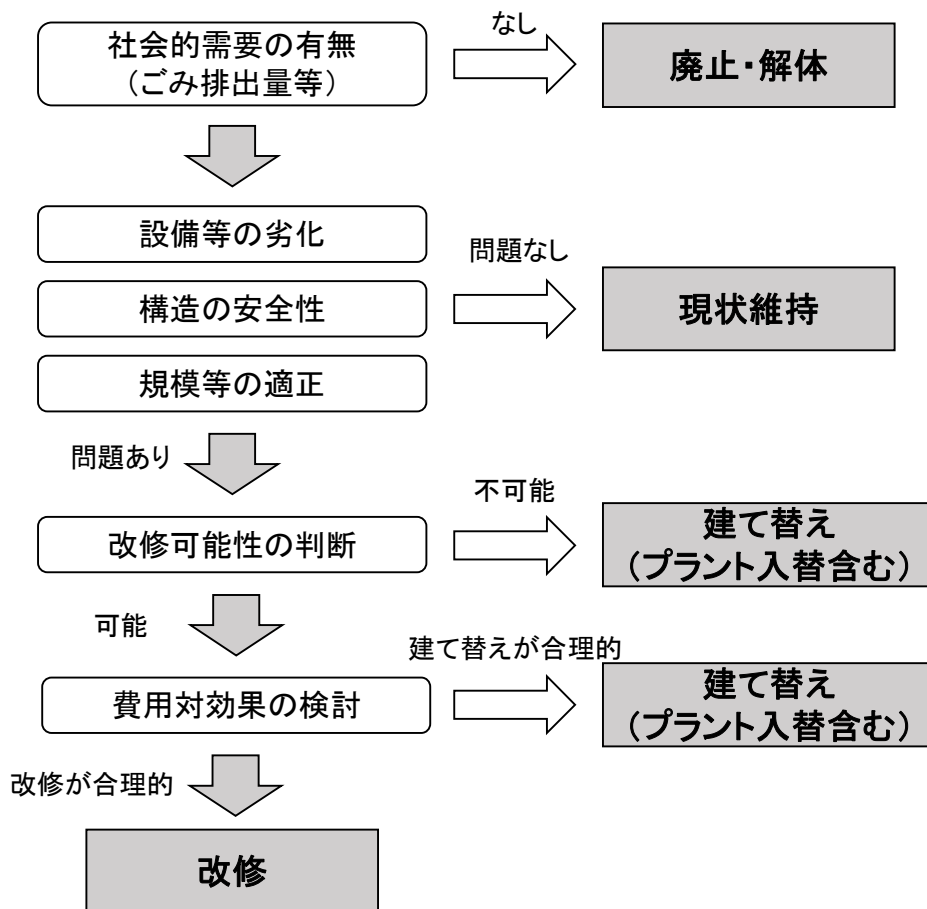 社会的需要の有無
（ごみ排出量等）
なし
廃止・解体
設備等の劣化
構造の安全性
規模等の適正
問題なし
現状維持
問題あり
改修可能性の判断
不可能
建て替え
（プラント入替含む）
可能
費用対効果の検討
建て替えが合理的
建て替え
（プラント入替含む）
改修が合理的
改修